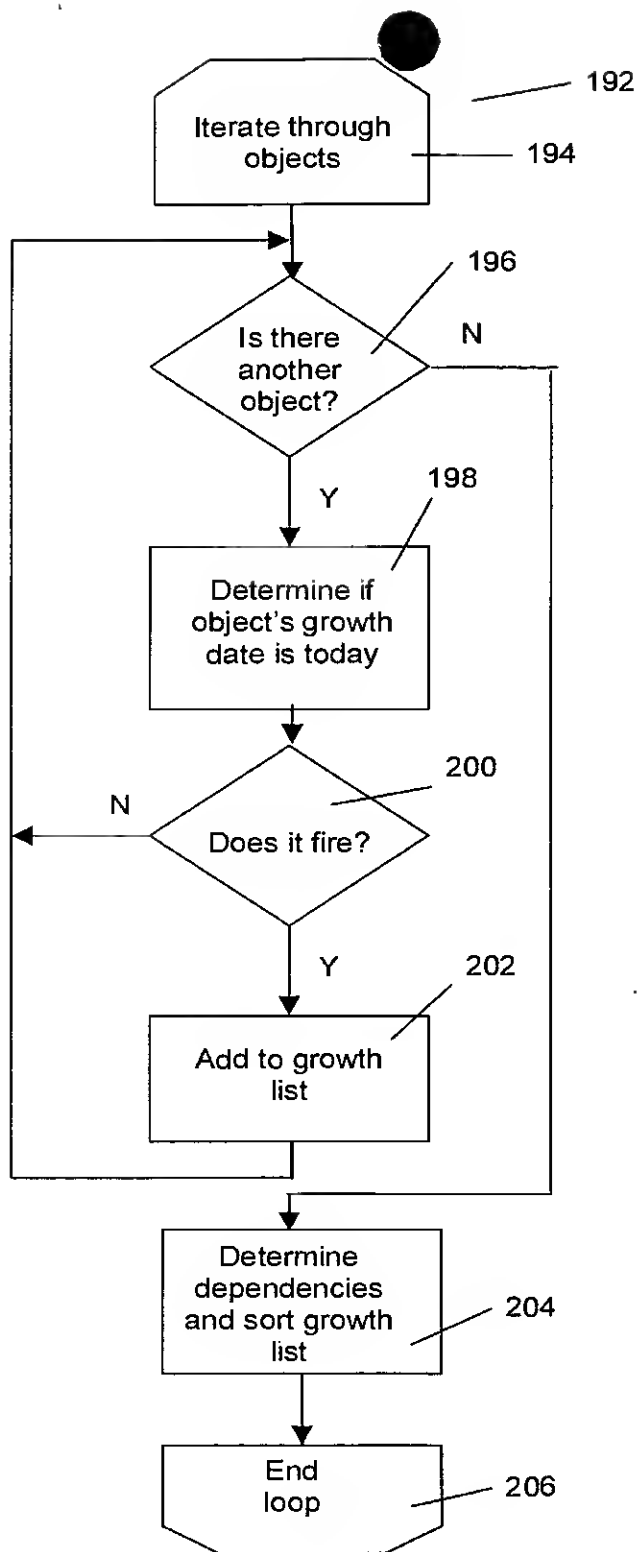 192
Iterate through
objects
194
196
Is there
another
object?
N
Y
198
Determine if
object's growth
date is today
200
N
Does it fire?
Y
202
Add to growth
list
Determine
dependencies
and sort growth
list
204
End
loop
206